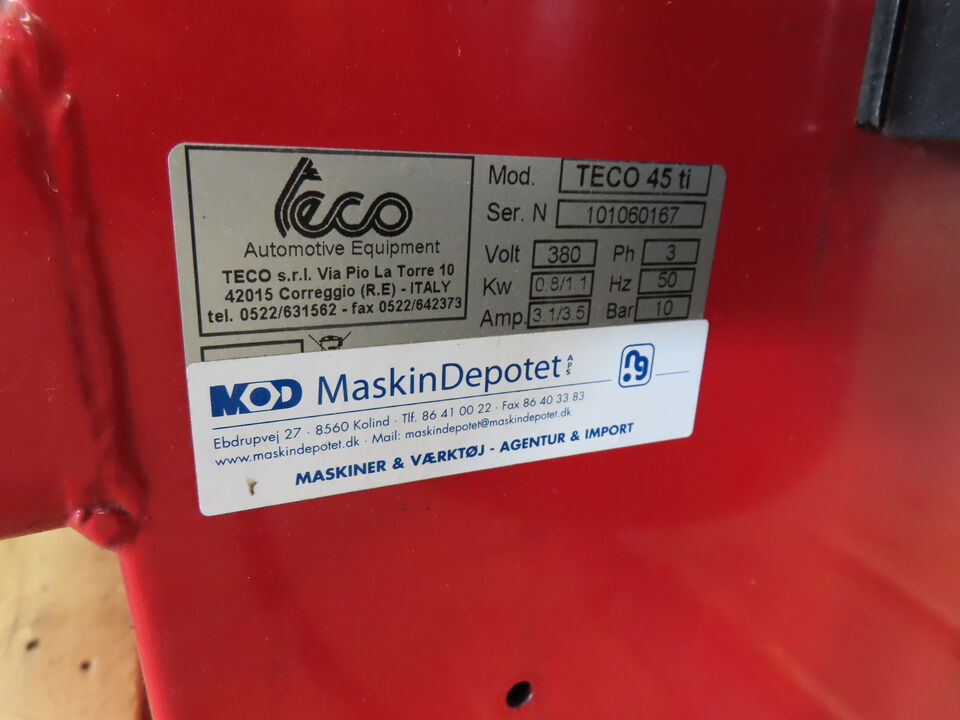 Teco
Automotive Equipment
TECO s.r.l. Via Pio La Torre 10
42015 Correggio (R.E) - ITALY
tel. 0522/631562 - fax 0522/642373
Mod. TECO 45 ti
Ser. N 101060167
Volt 380 Ph 3
Kw 0.8/1.1 Hz 50
Amp. 3.1/3.5 Bar 10
MOD MaskinDepotet APS
Ebdrupvej 27 · 8560 Kolind · Tlf. 86 41 00 22 · Fax 86 40 33 83
www.maskindepotet.dk · Mail: maskindepotet@maskindepotet.dk
MASKINER & VÆRKTØJ - AGENTUR & IMPORT